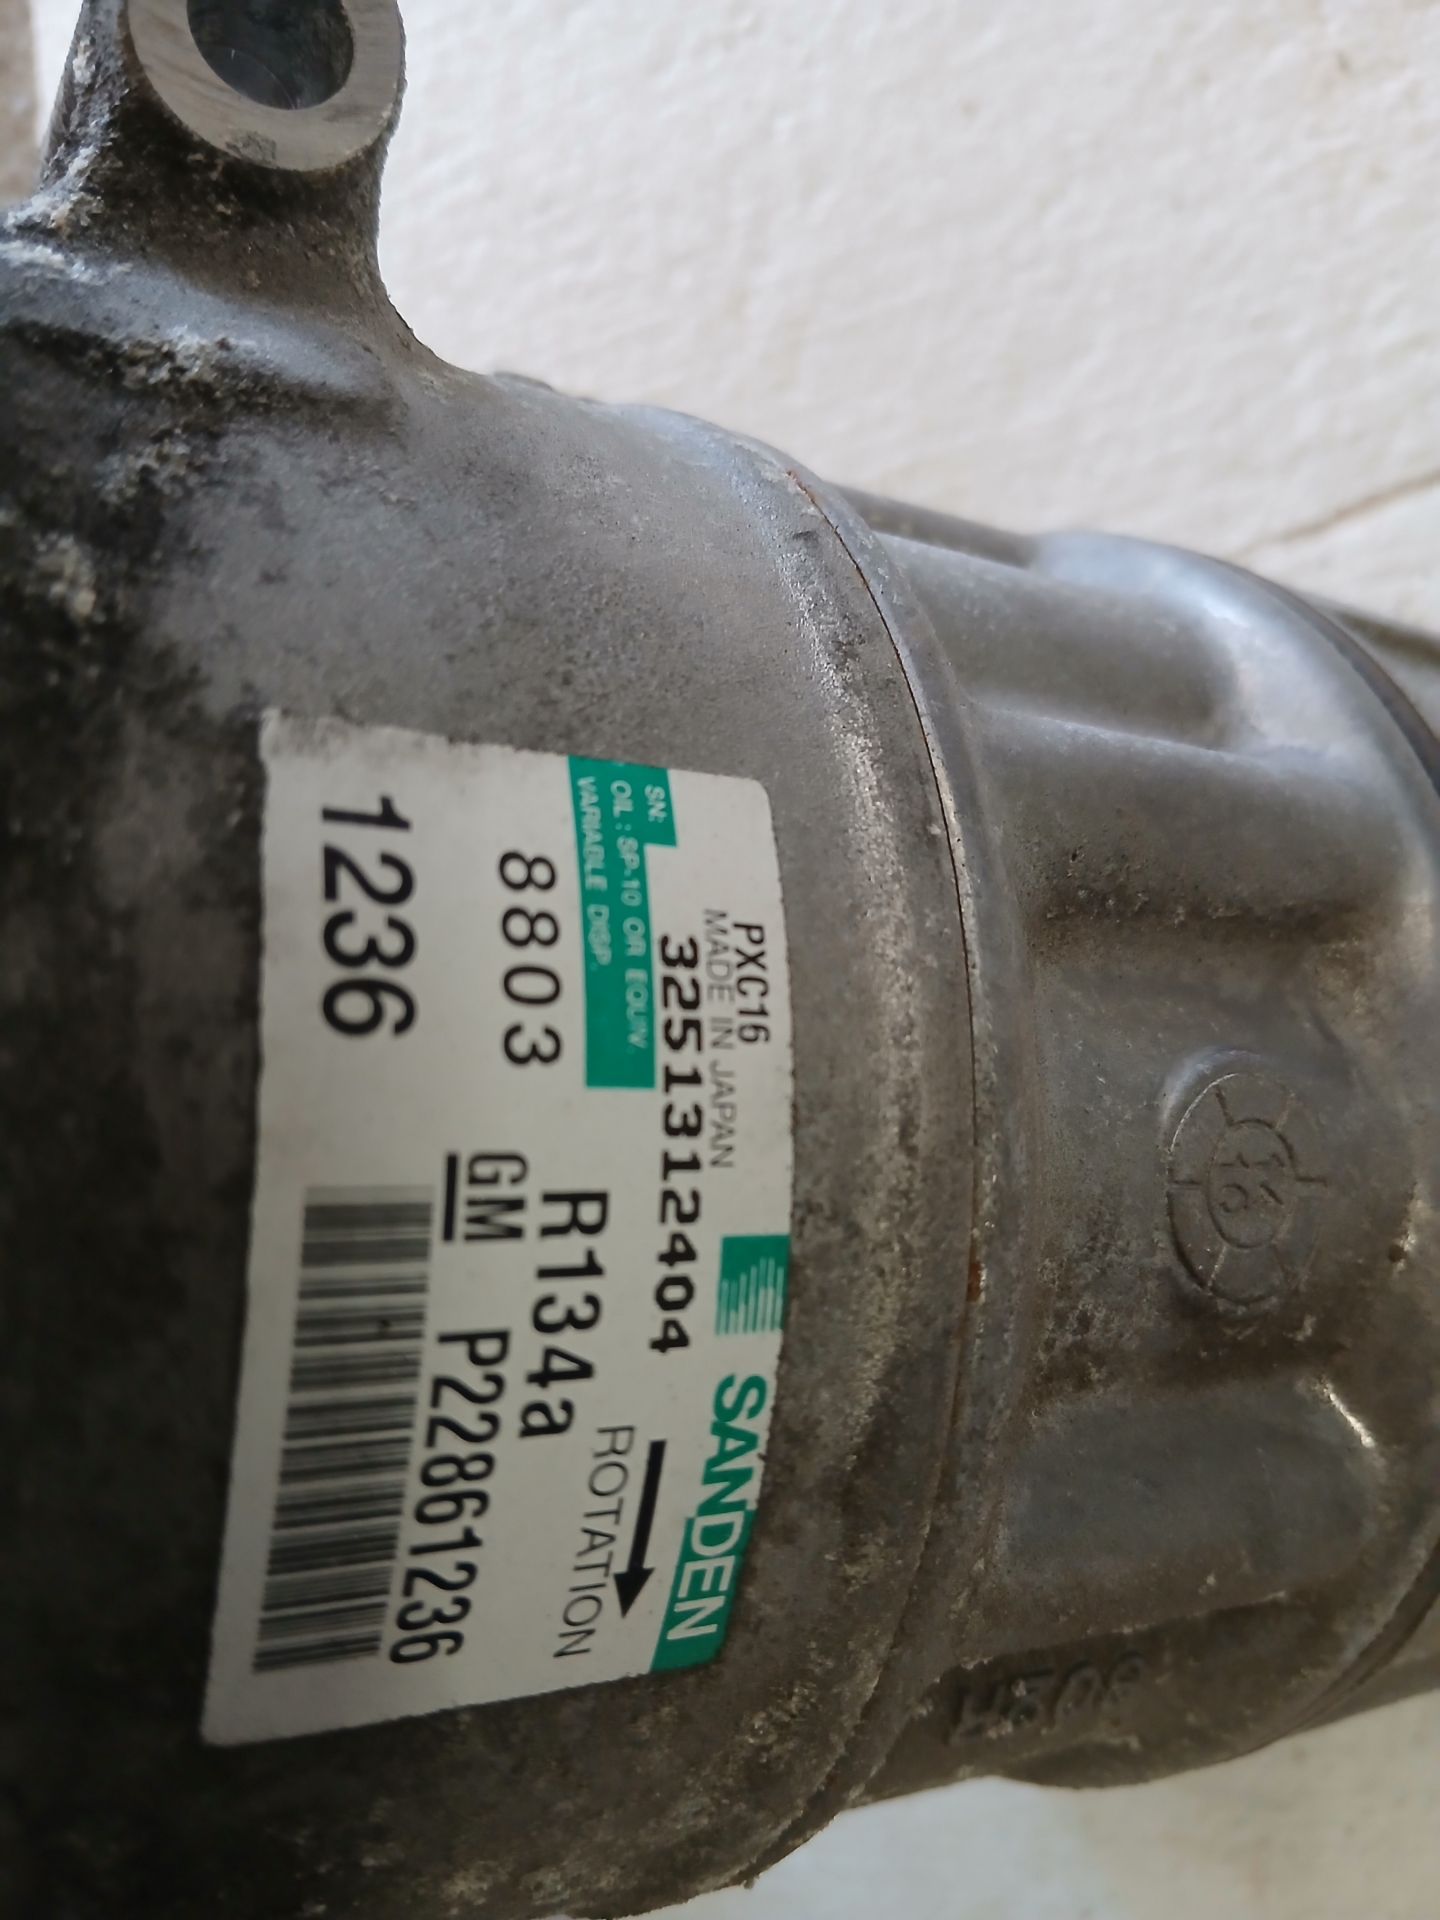 PXC16
MADE IN JAPAN
SANDEN
SN:
3251312404
OIL : SP-10 OR EQUIV.
VARIABLE DISP.
ROTATION
8803
R134a
GM P22861236
1236